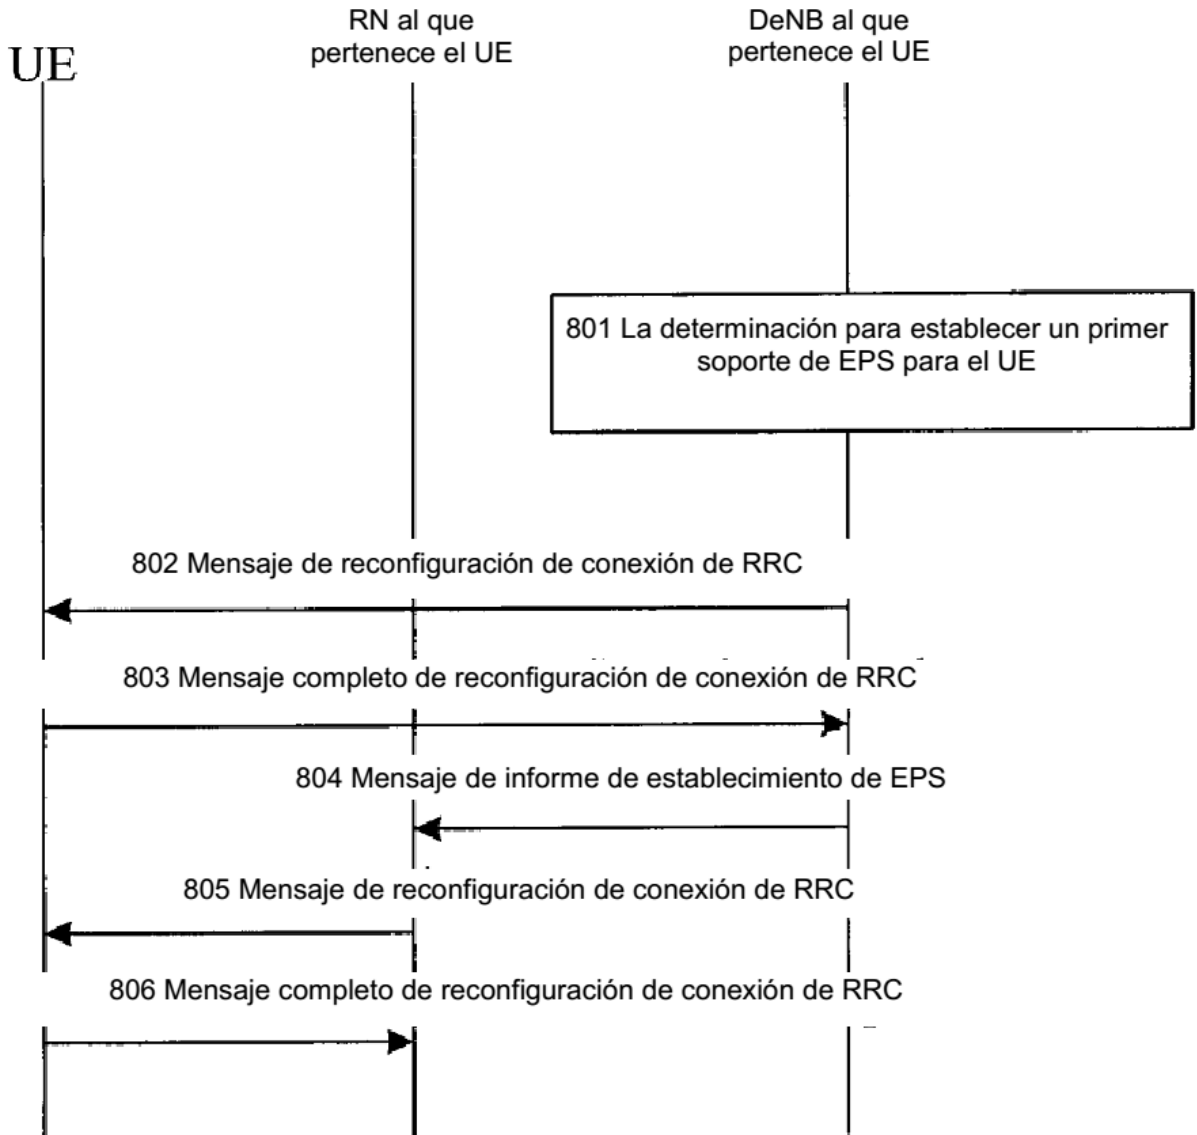 UE
RN al que
pertenece el UE
DeNB al que
pertenece el UE
801 La determinación para establecer un primer
soporte de EPS para el UE
802 Mensaje de reconfiguración de conexión de RRC
803 Mensaje completo de reconfiguración de conexión de RRC
804 Mensaje de informe de establecimiento de EPS
805 Mensaje de reconfiguración de conexión de RRC
806 Mensaje completo de reconfiguración de conexión de RRC